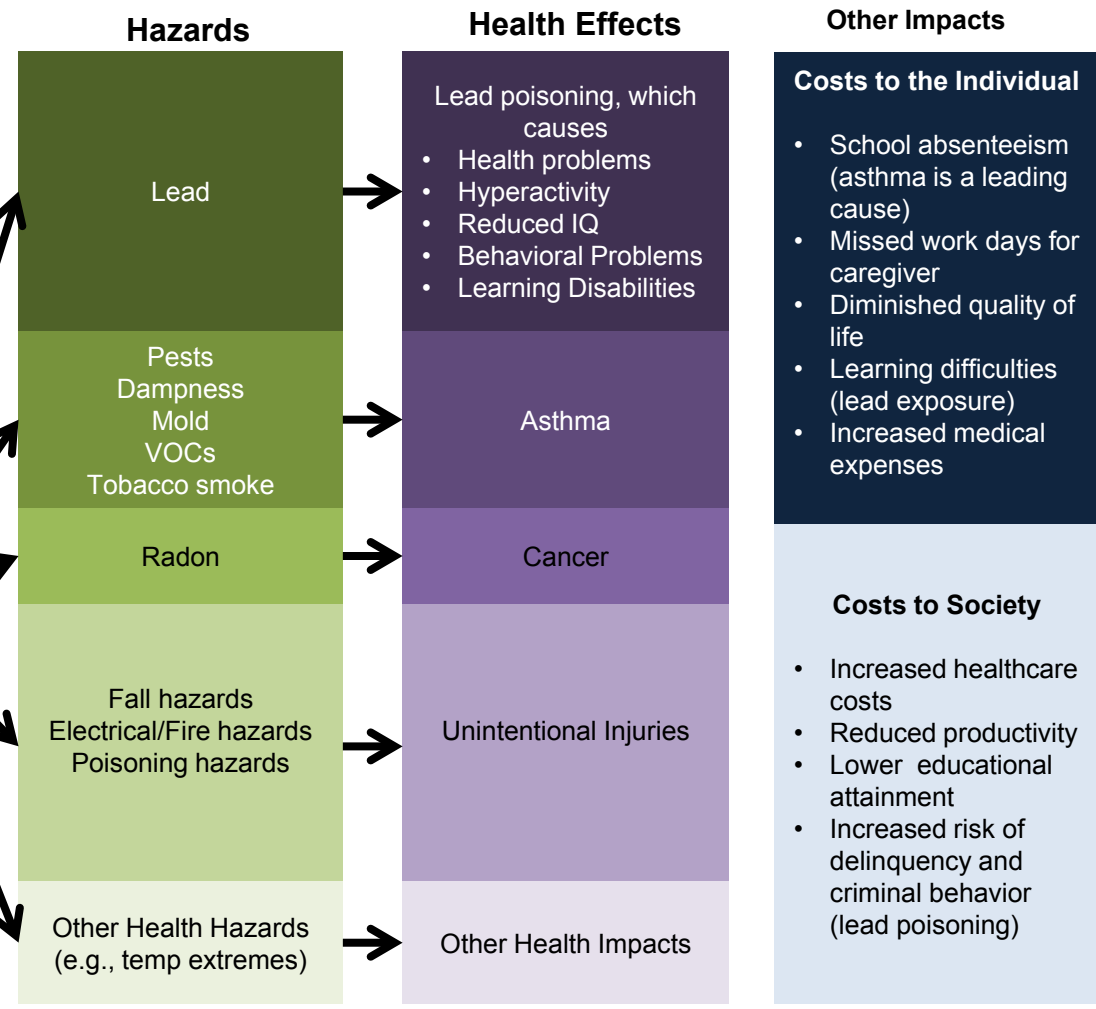 Hazards
Lead
Pests
Dampness
Mold
VOCs
Tobacco smoke
Radon
Fall hazards
Electrical/Fire hazards
Poisoning hazards
Other Health Hazards
(e.g., temp extremes)
Health Effects
Lead poisoning, which
causes
• Health problems
• Hyperactivity
• Reduced IQ
• Behavioral Problems
• Learning Disabilities
Asthma
Cancer
Unintentional Injuries
Other Health Impacts
Other Impacts
Costs to the Individual
• School absenteeism
(asthma is a leading
cause)
• Missed work days for
caregiver
• Diminished quality of
life
• Learning difficulties
(lead exposure)
• Increased medical
expenses
Costs to Society
• Increased healthcare
costs
• Reduced productivity
• Lower educational
attainment
• Increased risk of
delinquency and
criminal behavior
(lead poisoning)